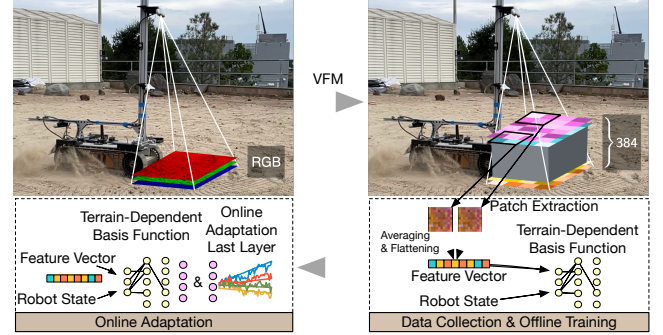 VFM
RGB
384
Terrain-Dependent
Basis Function
Online
Adaptation
Last Layer
Feature Vector
Robot State
&
Online Adaptation
Patch Extraction
Averaging
& Flattening
Terrain-Dependent
Basis Function
Feature Vector
Robot State
Data Collection & Offline Training